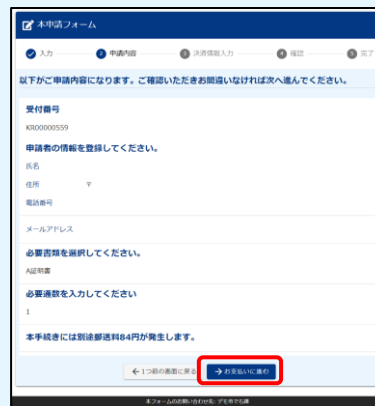 本申請フォーム
入力 2 申請内容 3 決済情報入力 4 確認 5 完了
以下がご申請内容になります。ご確認いただきお間違いなければ次へ進んでください。
受付番号
KR00000559
申請者の情報を登録してください。
氏名
住所 〒
電話番号
メールアドレス
必要書類を選択してください。
A証明書
必要通数を入力してください
1
本手続きには別途郵送料84円が発生します。
←1つ前の画面に戻る →お支払いに進む
本フォームのお問い合わせ先 デモ市でも課